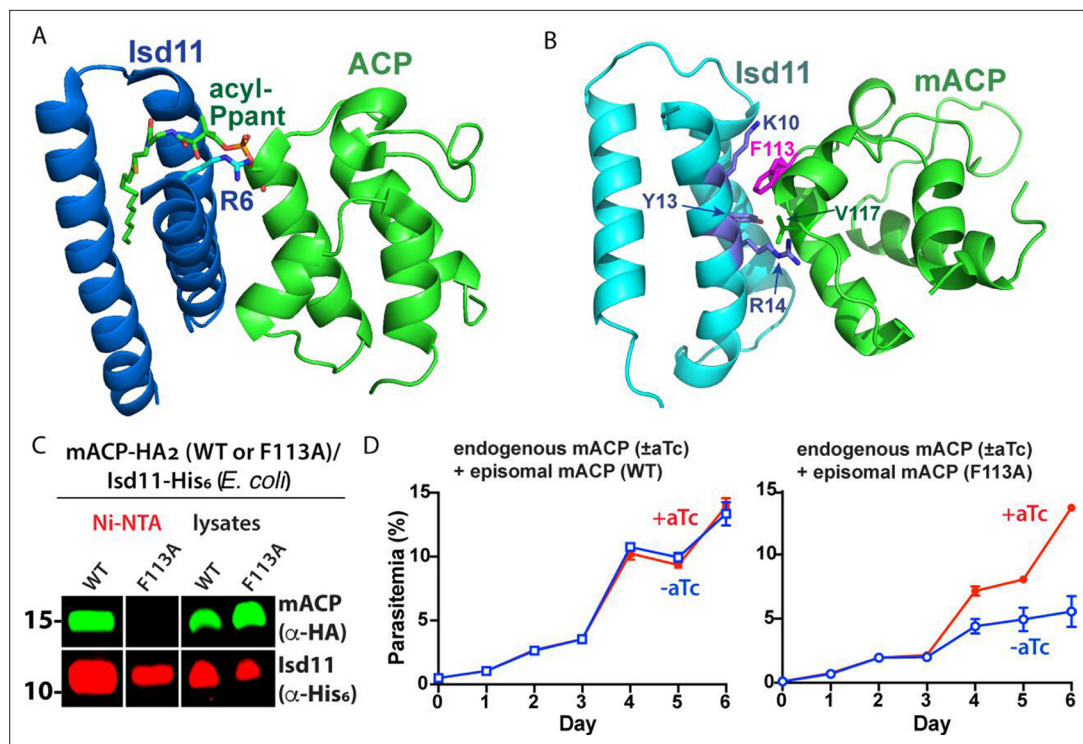 A
Isd11
ACP
acyl-
Ppant
R6
B
Isd11
mACP
K10
F113
Y13
V117
R14
C
mACP-HA2 (WT or F113A)/
Isd11-His6 (E. coli)
Ni-NTA lysates
WT F113A WT F113A
15
mACP
(α-HA)
10
Isd11
(α-His6)
D
endogenous mACP (±aTc)
+ episomal mACP (WT)
Parasitemia (%)
15
10
5
0
+aTc
-aTc
0 1 2 3 4 5 6
Day
endogenous mACP (±aTc)
+ episomal mACP (F113A)
15
10
5
0
+aTc
-aTc
0 1 2 3 4 5 6
Day